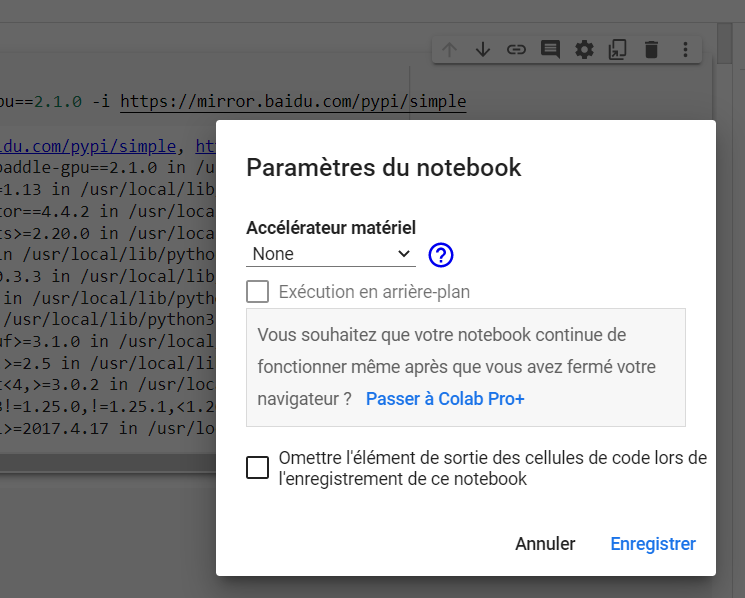 pu==2.1.0 -i https://mirror.baidu.com/pypi/simple
idu.com/pypi/simple, ht
Paramètres du notebook
paddle-gpu==2.1.0 in /u
=1.13 in /usr/local/lib
tor==4.4.2 in /usr/loca
Accélérateur matériel
ts>=2.20.0 in /usr/loca
None
in /usr/local/lib/pytho
0.3.3 in /usr/local/lib
Exécution en arrière-plan
in /usr/local/lib/pyth
/usr/local/lib/python3
Vous souhaitez que votre notebook continue de
uf>=3.1.0 in /usr/local
fonctionner même après que vous avez fermé votre
>=2.5 in /usr/local/li
t<4,>=3.0.2 in /usr/loc
navigateur ? Passer à Colab Pro+
3!=1.25.0,!=1.25.1,<1.2
i>=2017.4.17 in /usr/lo
Omettre l'élément de sortie des cellules de code lors de
l'enregistrement de ce notebook
Annuler Enregistrer